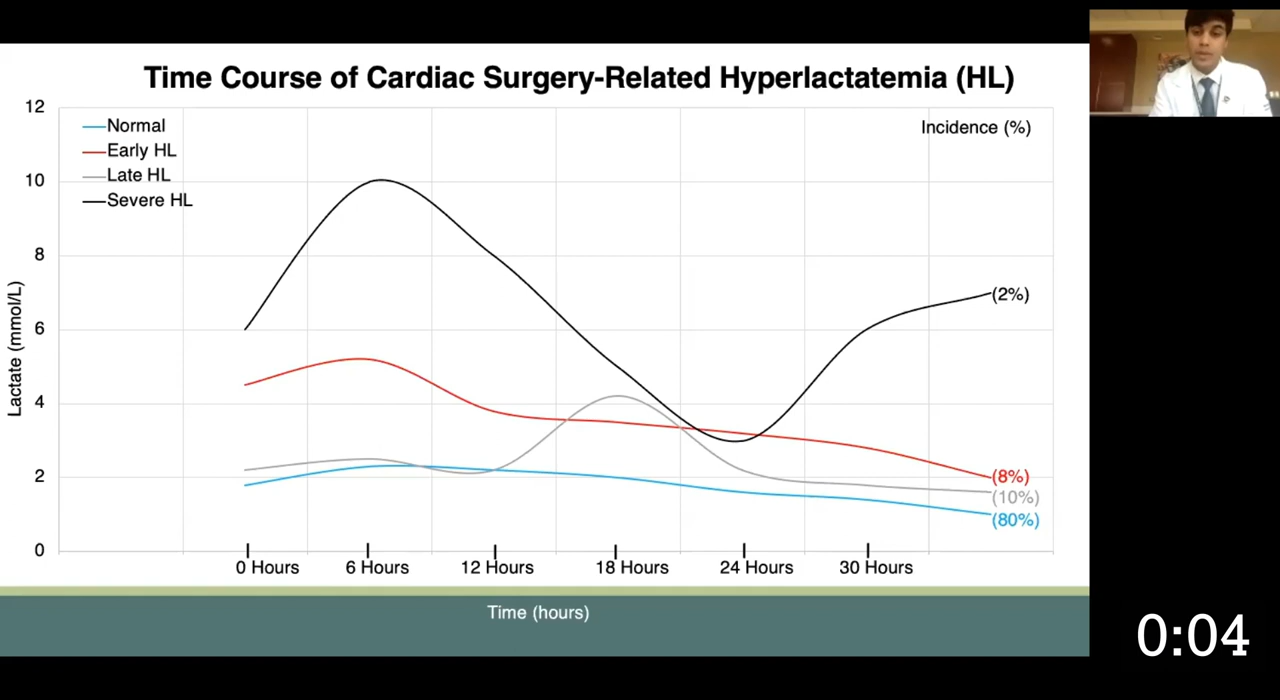 Time Course of Cardiac Surgery-Related Hyperlactatemia (HL)
12
10
8
6
4
2
0
Lactate (mmol/L)
Normal
Early HL
Late HL
Severe HL
Incidence (%)
(2%)
(8%)
(10%)
(80%)
0 Hours
6 Hours
12 Hours
18 Hours
24 Hours
30 Hours
Time (hours)
0:04